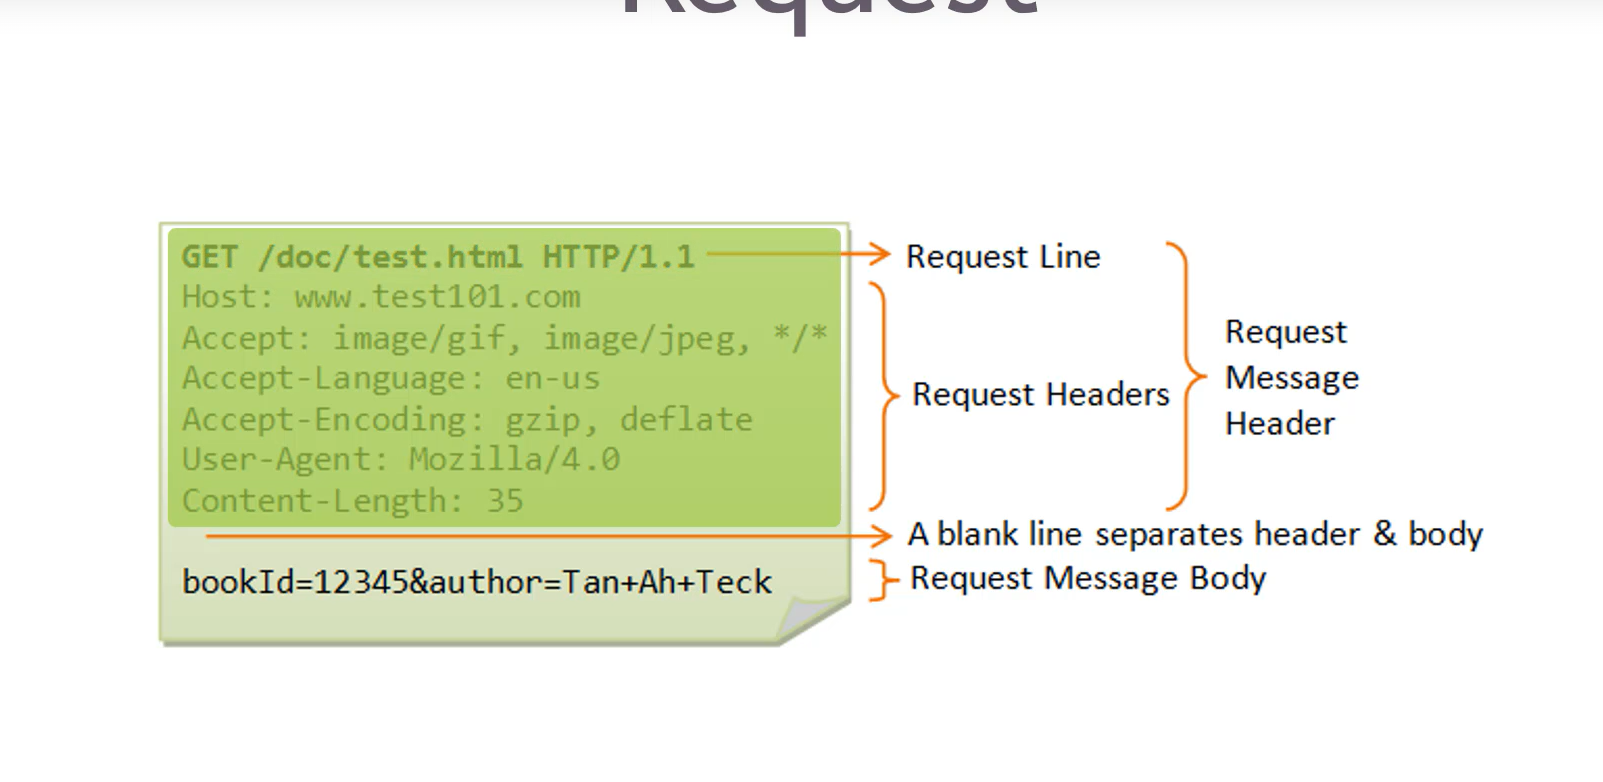 Request
GET /doc/test.html HTTP/1.1
Request Line
Host: www.test101.com
Accept: image/gif, image/jpeg, */*
Accept-Language: en-us
Accept-Encoding: gzip, deflate
User-Agent: Mozilla/4.0
Content-Length: 35
Request Headers
Request
Message
Header
A blank line separates header & body
bookId=12345&author=Tan+Ah+Teck
Request Message Body